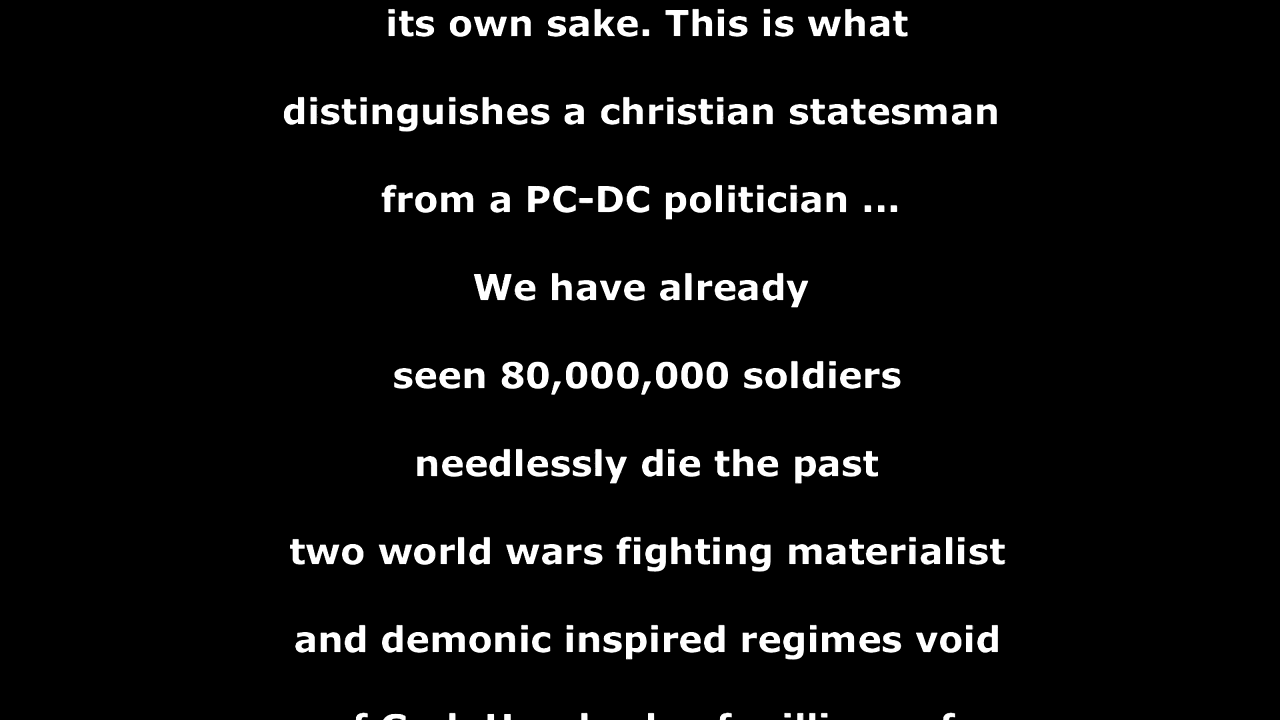 its own sake. This is what
distinguishes a christian statesman
from a PC-DC politician ...
We have already
seen 80,000,000 soldiers
needlessly die the past
two world wars fighting materialist
and demonic inspired regimes void